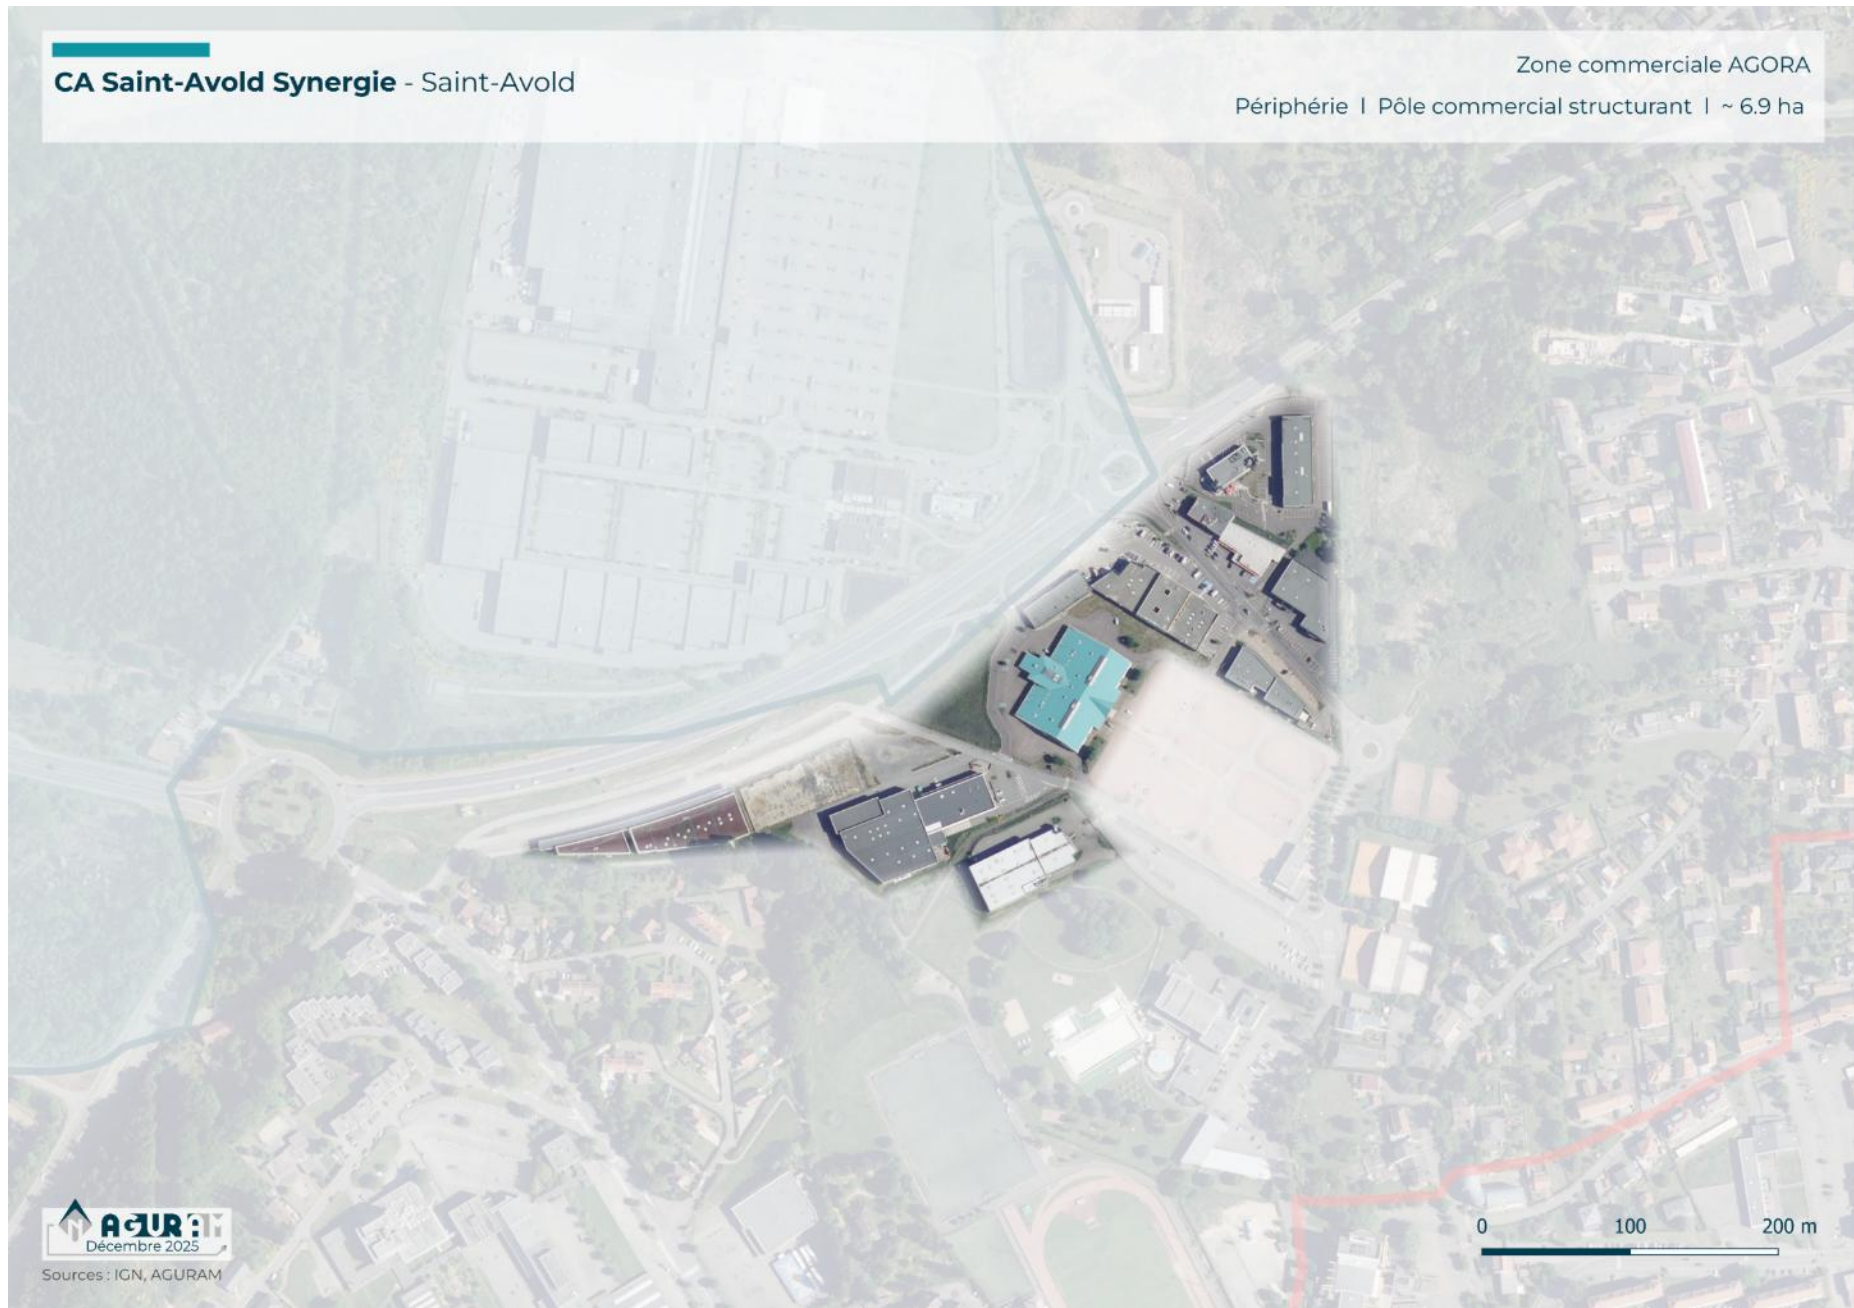 CA Saint-Avold Synergie - Saint-Avold
Zone commerciale AGORA
Périphérie | Pôle commercial structurant | ~ 6.9 ha
N AGURAM
Décembre 2025
Sources : IGN, AGURAM
0 100 200 m